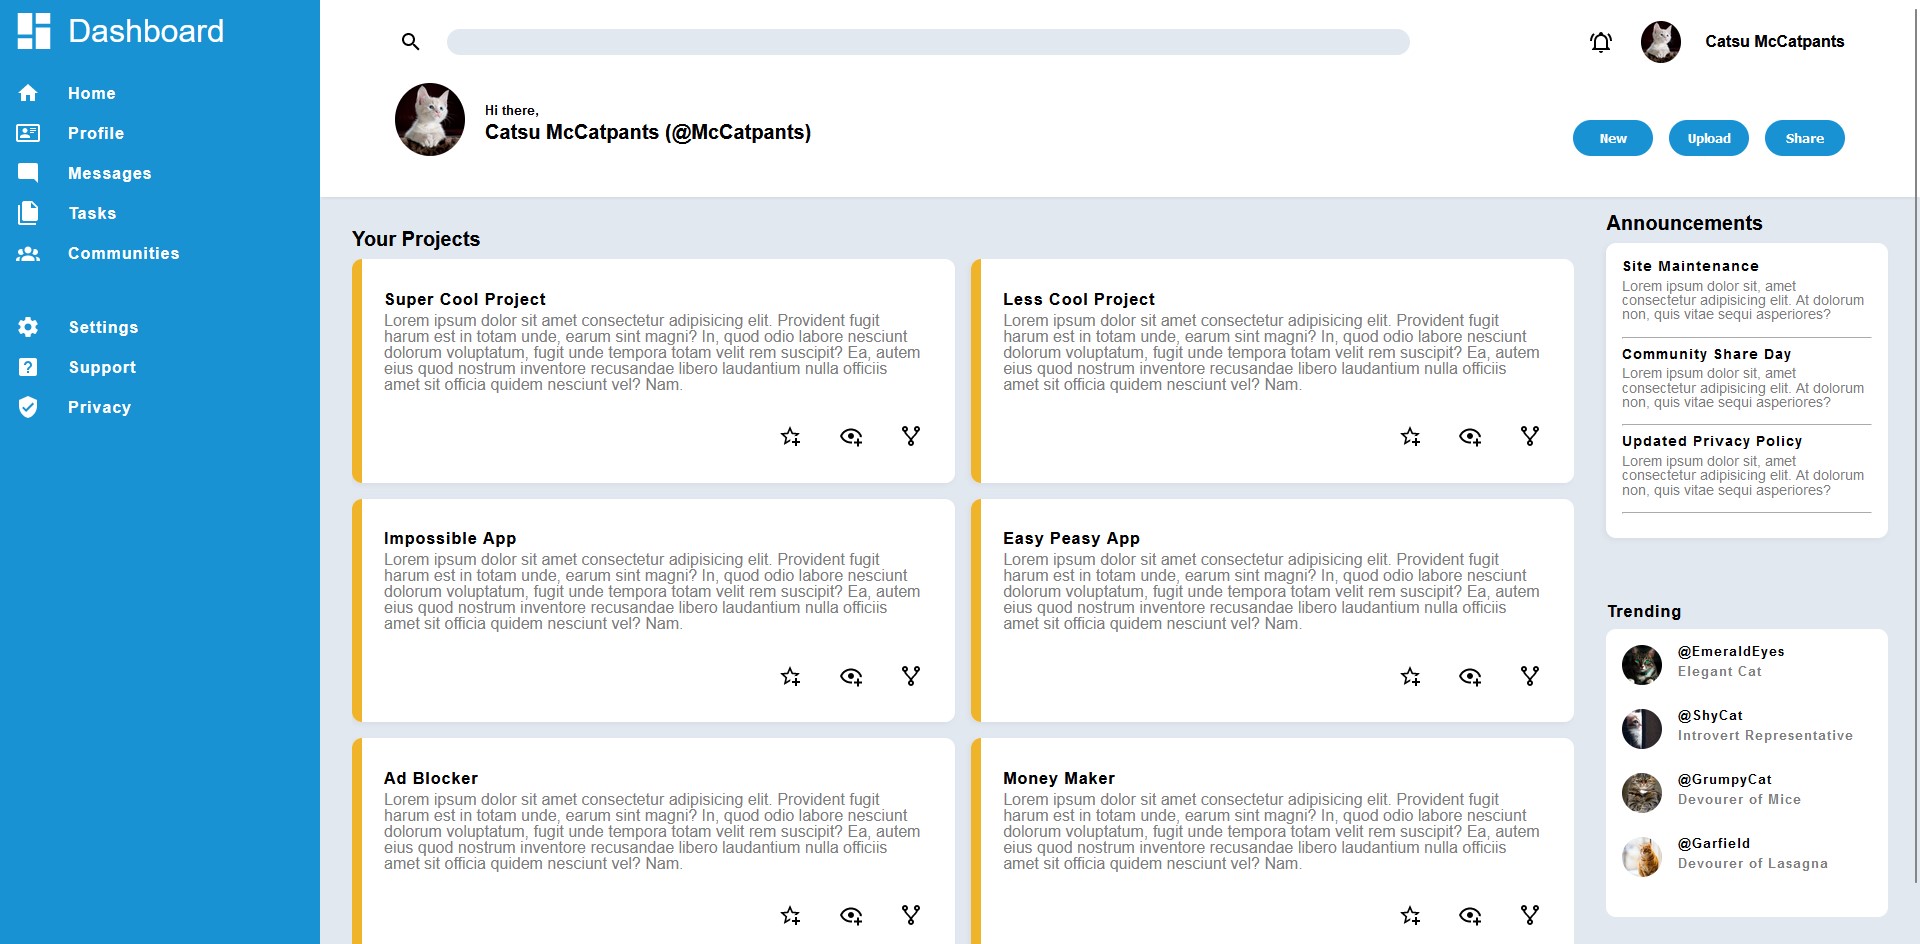 Dashboard
Home
Profile
Messages
Tasks
Communities
Settings
Support
Privacy
Catsu McCatpants
Hi there,
Catsu McCatpants (@McCatpants)
New
Upload
Share
Your Projects
Super Cool Project
Lorem ipsum dolor sit amet consectetur adipisicing elit. Provident fugit
harum est in totam unde, earum sint magni? In, quod odio labore nesciunt
dolorum voluptatum, fugit unde tempora totam velit rem suscipit? Ea, autem
eius quod nostrum inventore recusandae libero laudantium nulla officiis
amet sit officia quidem nesciunt vel? Nam.
Less Cool Project
Lorem ipsum dolor sit amet consectetur adipisicing elit. Provident fugit
harum est in totam unde, earum sint magni? In, quod odio labore nesciunt
dolorum voluptatum, fugit unde tempora totam velit rem suscipit? Ea, autem
eius quod nostrum inventore recusandae libero laudantium nulla officiis
amet sit officia quidem nesciunt vel? Nam.
Impossible App
Lorem ipsum dolor sit amet consectetur adipisicing elit. Provident fugit
harum est in totam unde, earum sint magni? In, quod odio labore nesciunt
dolorum voluptatum, fugit unde tempora totam velit rem suscipit? Ea, autem
eius quod nostrum inventore recusandae libero laudantium nulla officiis
amet sit officia quidem nesciunt vel? Nam.
Easy Peasy App
Lorem ipsum dolor sit amet consectetur adipisicing elit. Provident fugit
harum est in totam unde, earum sint magni? In, quod odio labore nesciunt
dolorum voluptatum, fugit unde tempora totam velit rem suscipit? Ea, autem
eius quod nostrum inventore recusandae libero laudantium nulla officiis
amet sit officia quidem nesciunt vel? Nam.
Ad Blocker
Lorem ipsum dolor sit amet consectetur adipisicing elit. Provident fugit
harum est in totam unde, earum sint magni? In, quod odio labore nesciunt
dolorum voluptatum, fugit unde tempora totam velit rem suscipit? Ea, autem
eius quod nostrum inventore recusandae libero laudantium nulla officiis
amet sit officia quidem nesciunt vel? Nam.
Money Maker
Lorem ipsum dolor sit amet consectetur adipisicing elit. Provident fugit
harum est in totam unde, earum sint magni? In, quod odio labore nesciunt
dolorum voluptatum, fugit unde tempora totam velit rem suscipit? Ea, autem
eius quod nostrum inventore recusandae libero laudantium nulla officiis
amet sit officia quidem nesciunt vel? Nam.
Announcements
Site Maintenance
Lorem ipsum dolor sit, amet
consectetur adipisicing elit. At dolorum
non, quis vitae sequi asperiores?
Community Share Day
Lorem ipsum dolor sit, amet
consectetur adipisicing elit. At dolorum
non, quis vitae sequi asperiores?
Updated Privacy Policy
Lorem ipsum dolor sit, amet
consectetur adipisicing elit. At dolorum
non, quis vitae sequi asperiores?
Trending
@EmeraldEyes
Elegant Cat
@ShyCat
Introvert Representative
@GrumpyCat
Devourer of Mice
@Garfield
Devourer of Lasagna